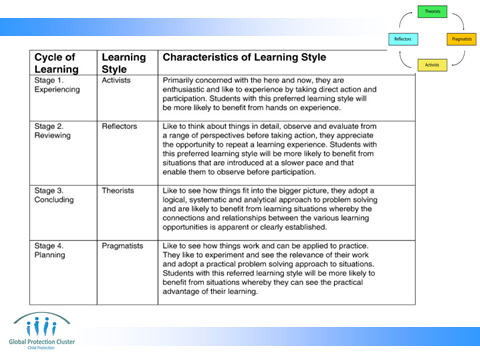 Theorists
Reflectors
Pragmatists
Activists
Cycle of
Learning
Learning
Style
Characteristics of Learning Style
Stage 1.
Experiencing
Activists
Primarily concerned with the here and now, they are
enthusiastic and like to experience by taking direct action and
participation. Students with this preferred learning style will
be more likely to benefit from hands on experience.
Stage 2.
Reviewing
Reflectors
Like to think about things in detail, observe and evaluate from
a range of perspectives before taking action, they appreciate
the opportunity to repeat a learning experience. Students with
this preferred learning style will be more likely to benefit from
situations that are introduced at a slower pace and that
enable them to observe before participation.
Stage 3.
Concluding
Theorists
Like to see how things fit into the bigger picture, they adopt a
logical, systematic and analytical approach to problem solving
and are likely to benefit from learning situations whereby the
connections and relationships between the various learning
opportunities is apparent or clearly established.
Stage 4.
Planning
Pragmatists
Like to see how things work and can be applied to practice.
They like to experiment and see the relevance of their work
and adopt a practical problem solving approach to situations.
Students with this referred learning style will be more likely to
benefit from situations whereby they can see the practical
advantage of their learning.
Global Protection Cluster
Child Protection